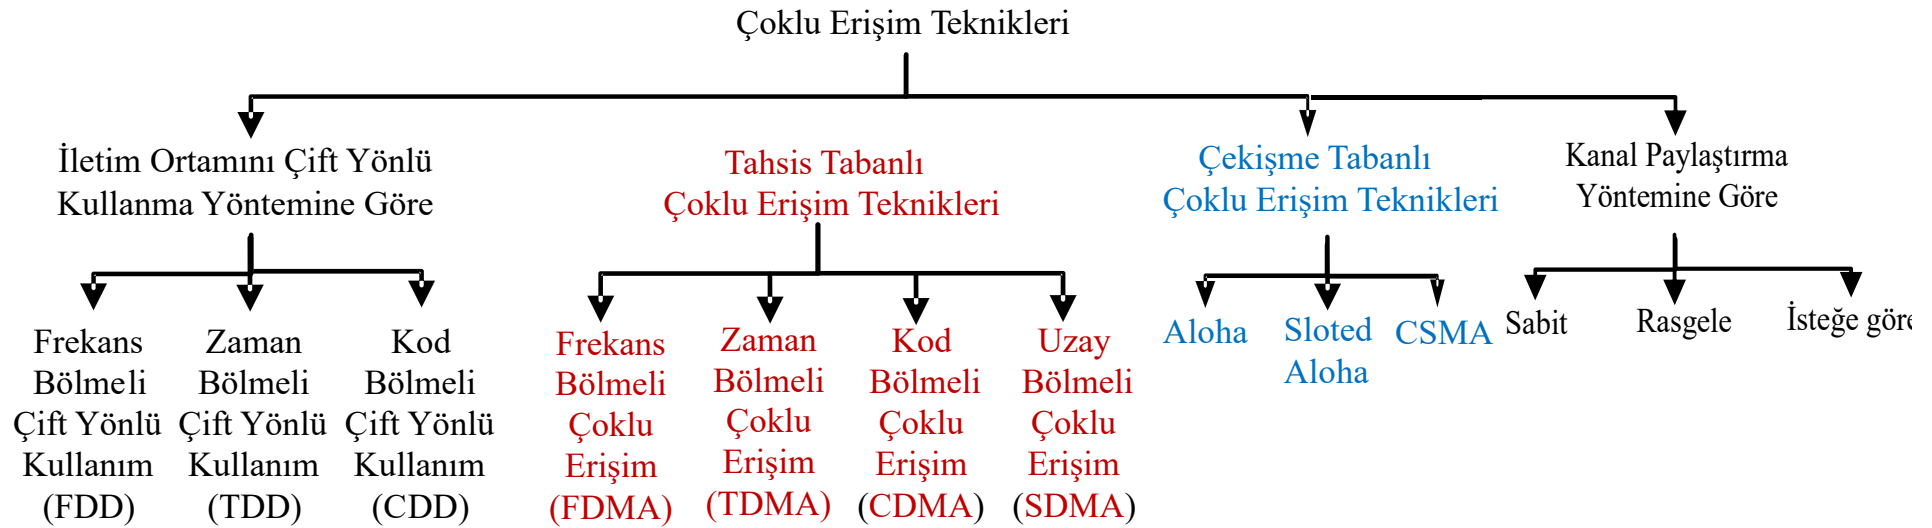 Çoklu Erişim Teknikleri
İletim Ortamını Çift Yönlü
Kullanma Yöntemine Göre
Tahsis Tabanlı
Çoklu Erişim Teknikleri
Çekişme Tabanlı
Çoklu Erişim Teknikleri
Kanal Paylaştırma
Yöntemine Göre
Frekans
Bölmeli
Çift Yönlü
Kullanım
(FDD)
Zaman
Bölmeli
Çift Yönlü
Kullanım
(TDD)
Kod
Bölmeli
Çift Yönlü
Kullanım
(CDD)
Frekans
Bölmeli
Çoklu
Erişim
(FDMA)
Zaman
Bölmeli
Çoklu
Erişim
(TDMA)
Kod
Bölmeli
Çoklu
Erişim
(CDMA)
Uzay
Bölmeli
Çoklu
Erişim
(SDMA)
Aloha
Sloted
Aloha
CSMA
Sabit
Rasgele
İsteğe göre